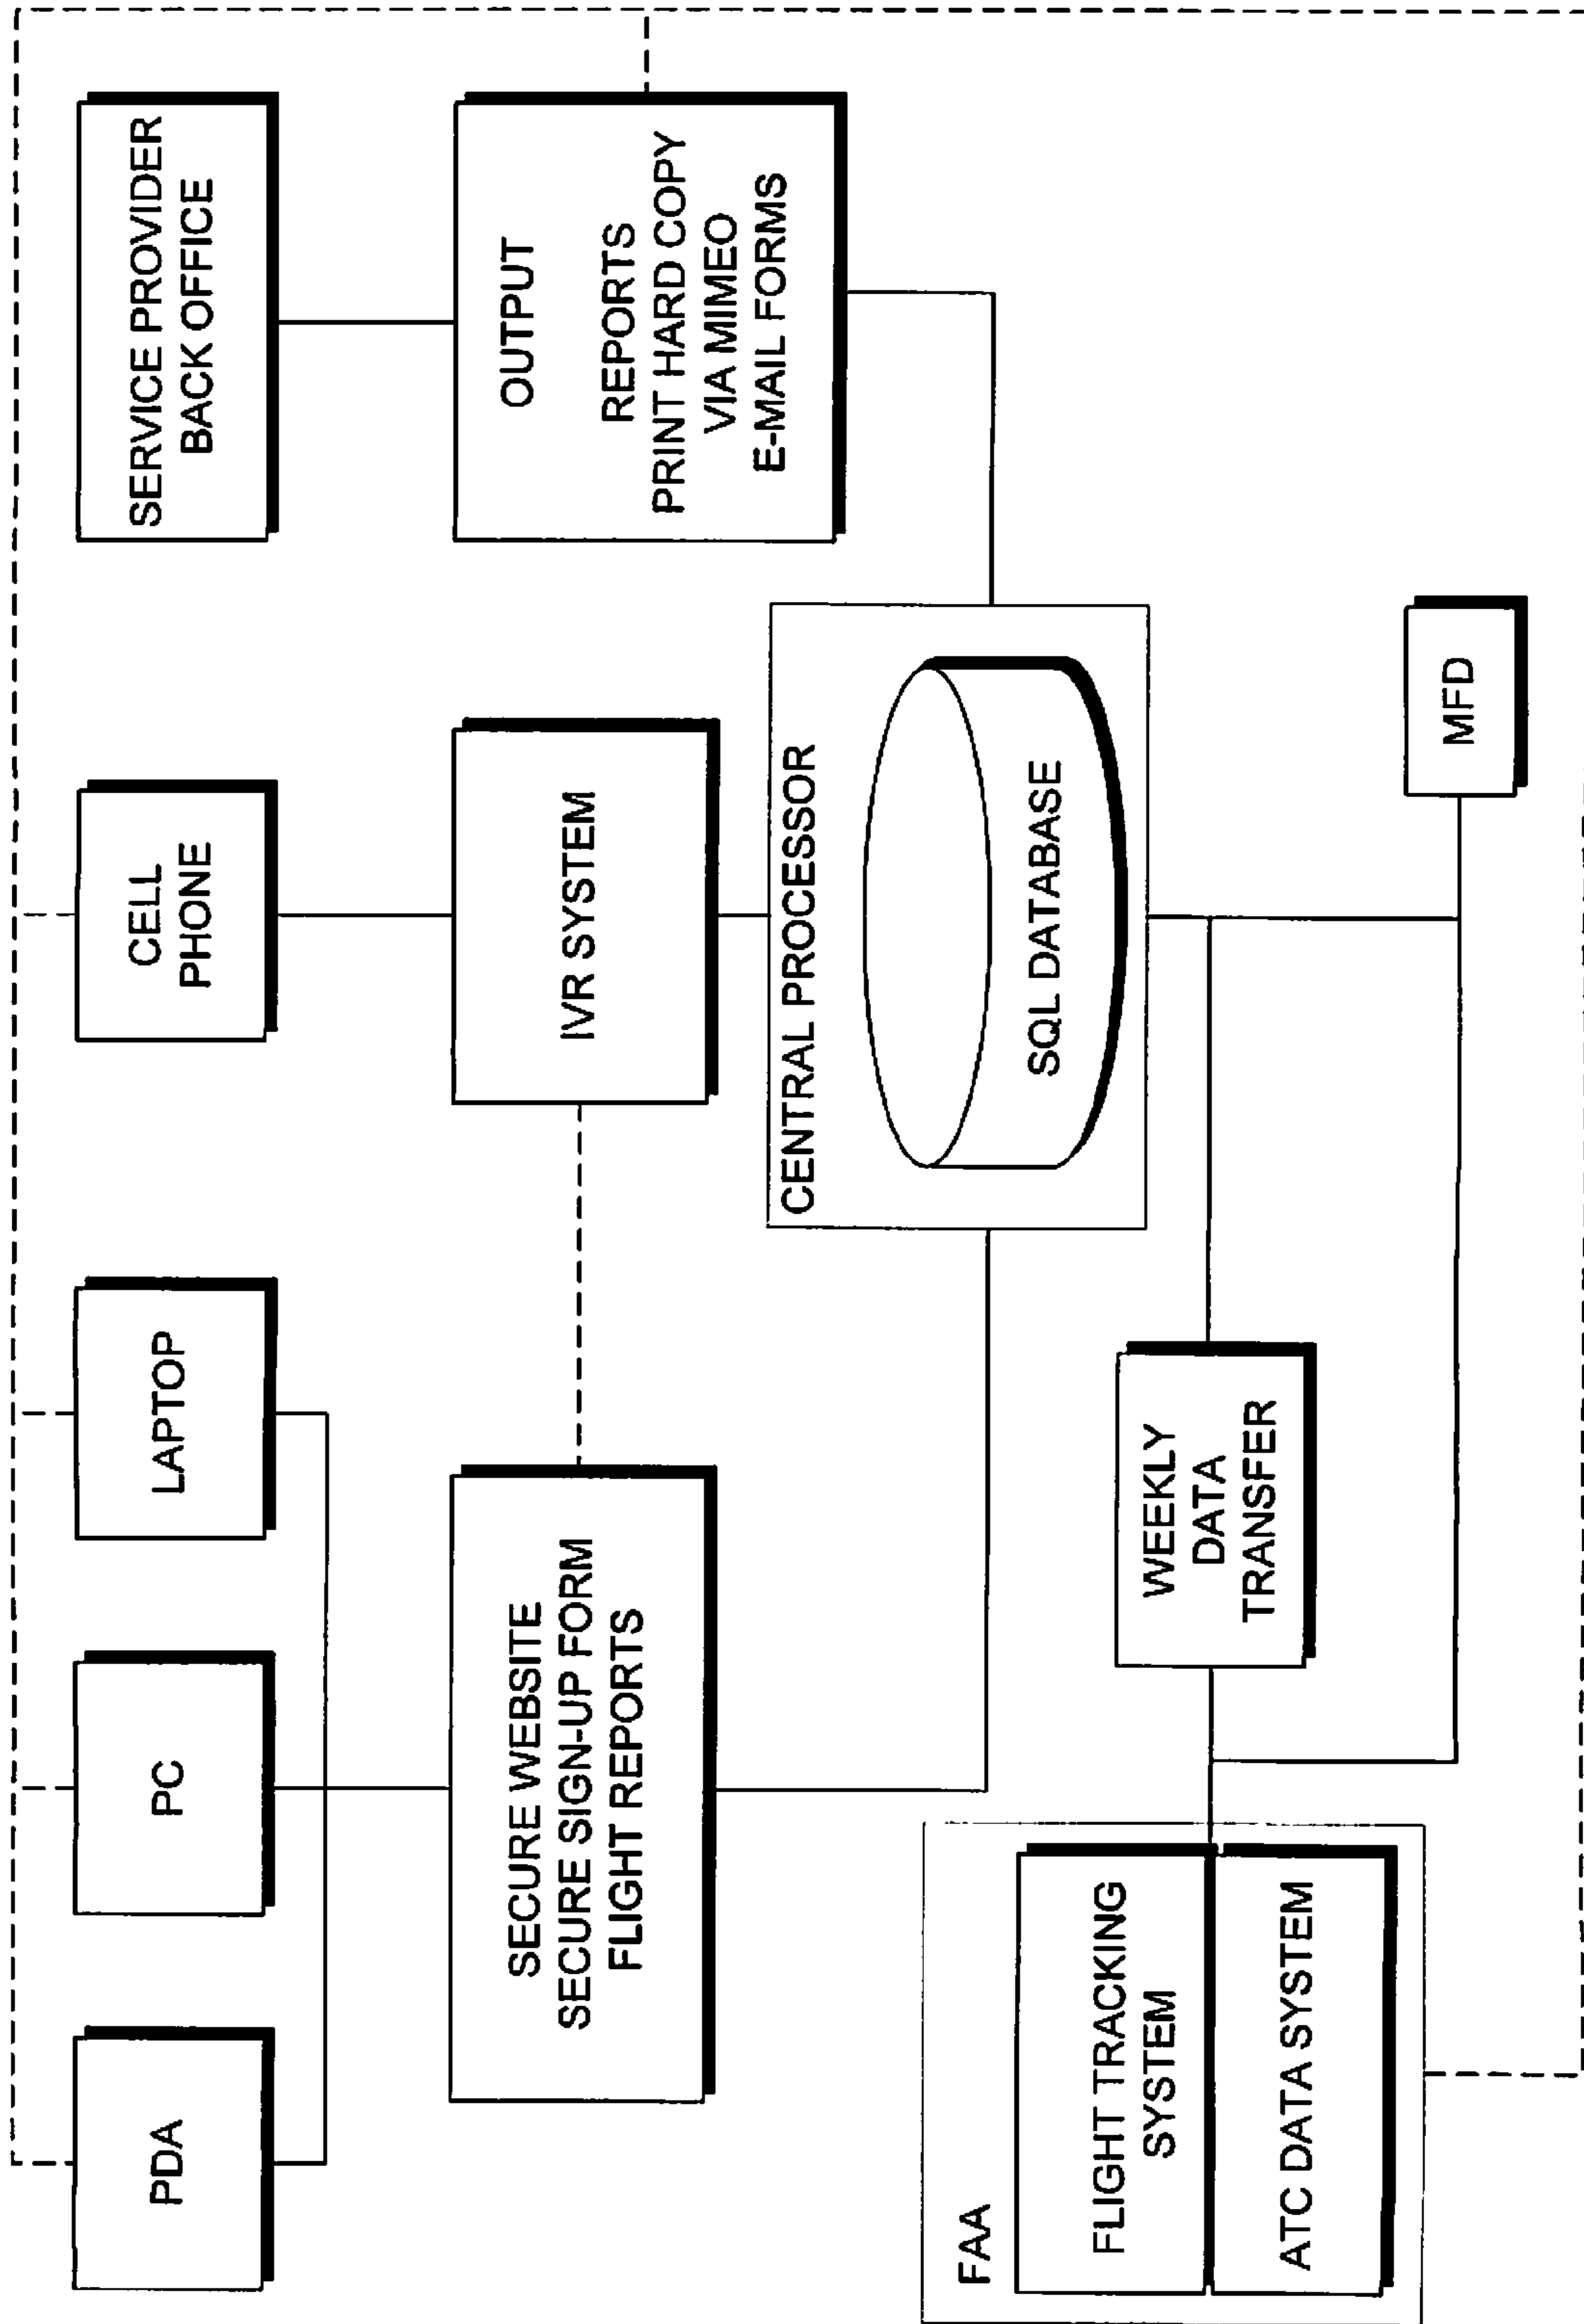 PDA
PC
LAPTOP
CELL
PHONE
SERVICE PROVIDER
BACK OFFICE
SECURE WEBSITE
SECURE SIGN-UP FORM
FLIGHT REPORTS
IVR SYSTEM
OUTPUT
REPORTS
PRINT HARD COPY
VIA MIMEO
E-MAIL FORMS
CENTRAL PROCESSOR
SQL DATABASE
FAA
FLIGHT TRACKING
SYSTEM
ATC DATA SYSTEM
WEEKLY
DATA
TRANSFER
MFD